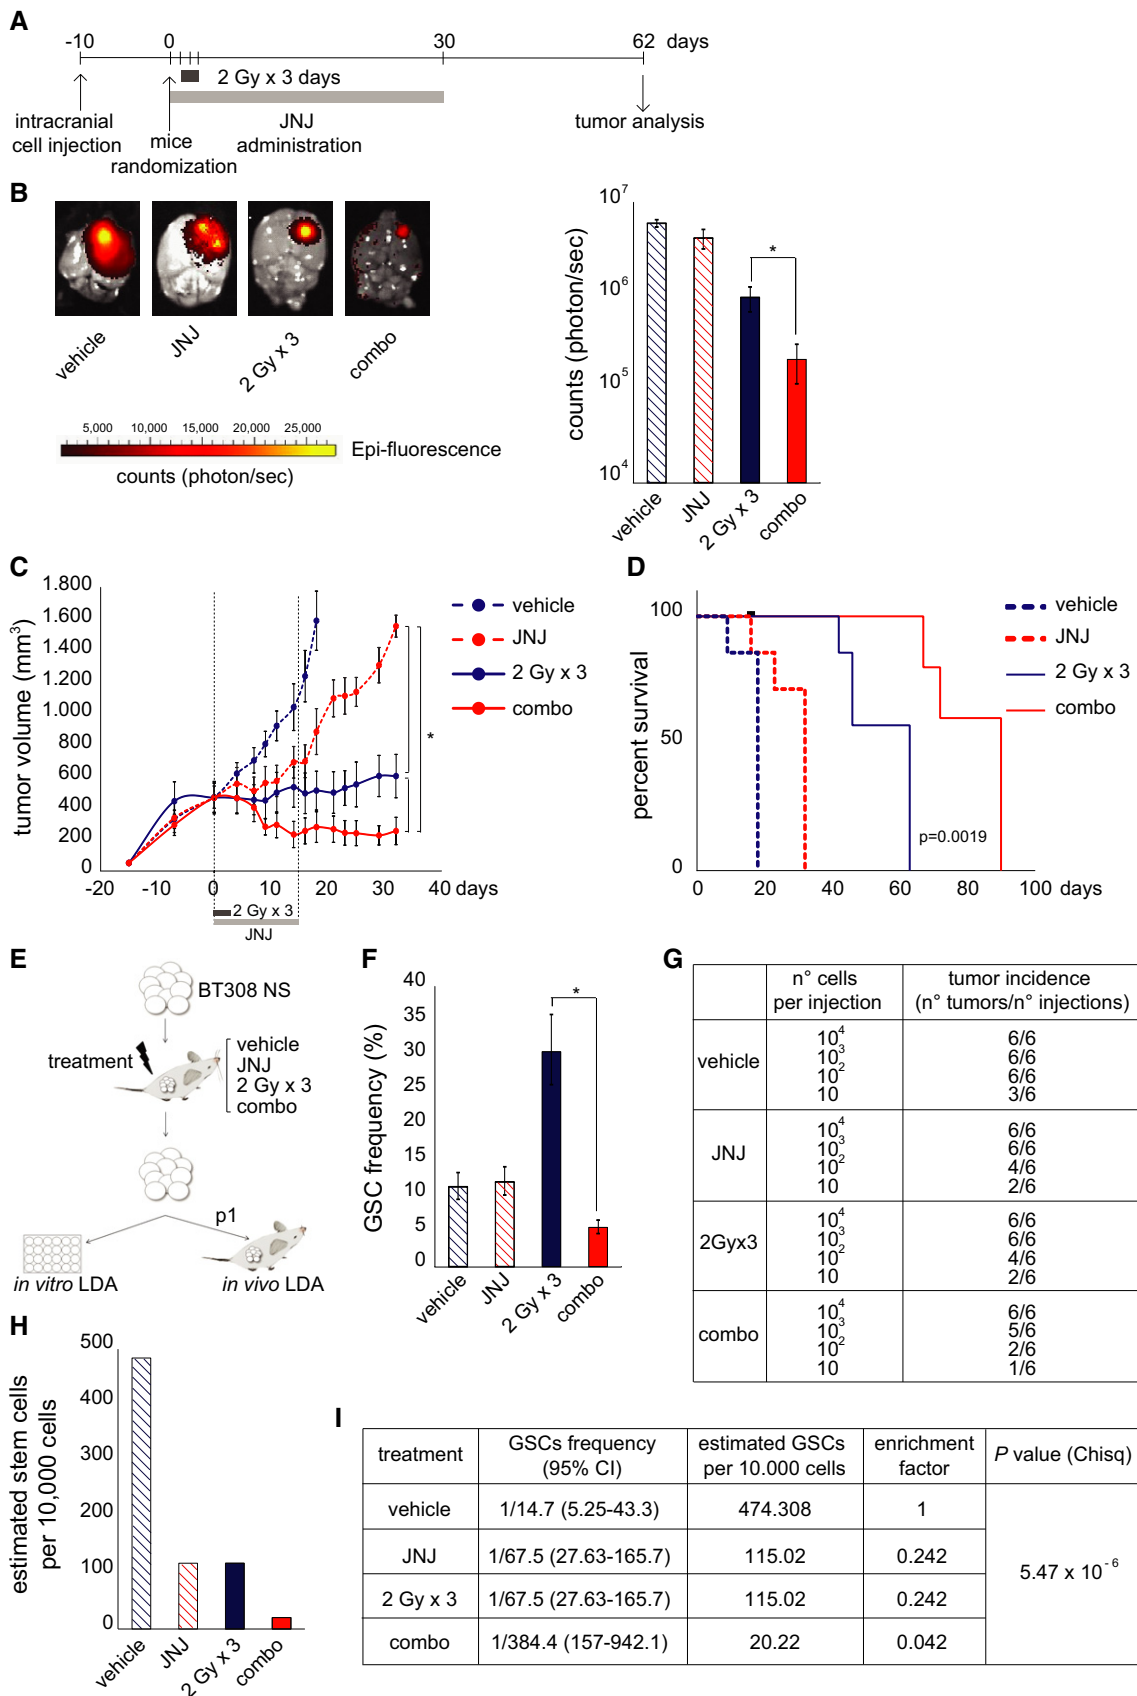 A
-10 0 30 62 days
2 Gy x 3 days
intracranial
cell injection
mice
randomization
JNJ
administration
tumor analysis
B
vehicle
JNJ
2 Gy x 3
combo
5,000 10,000 15,000 20,000 25,000
Epi-fluorescence
counts (photon/sec)
counts (photon/sec)
10⁷
10⁶
10⁵
10⁴
*
vehicle
JNJ
2 Gy x 3
combo
C
tumor volume (mm³)
1.800
1.600
1.400
1.200
1.000
800
600
400
200
0
-20 -10 0 10 20 30 40 days
2 Gy x 3
JNJ
vehicle
JNJ
2 Gy x 3
combo
*
D
percent survival
100
50
0
0 20 40 60 80 100 days
p=0.0019
vehicle
JNJ
2 Gy x 3
combo
E
BT308 NS
treatment
vehicle
JNJ
2 Gy x 3
combo
p1
in vitro LDA
in vivo LDA
F
GSC frequency (%)
40
35
30
25
20
15
10
5
0
*
vehicle
JNJ
2 Gy x 3
combo
G
n° cells
per injection
tumor incidence
(n° tumors/n° injections)
vehicle
10⁴ 6/6
10³ 6/6
10² 6/6
10 3/6
JNJ
10⁴ 6/6
10³ 6/6
10² 4/6
10 2/6
2Gyx3
10⁴ 6/6
10³ 6/6
10² 4/6
10 2/6
combo
10⁴ 6/6
10³ 5/6
10² 2/6
10 1/6
H
estimated stem cells
per 10,000 cells
500
400
300
200
100
0
vehicle
JNJ
2 Gy x 3
combo
I
treatment
GSCs frequency
(95% CI)
estimated GSCs
per 10.000 cells
enrichment
factor
P value (Chisq)
vehicle 1/14.7 (5.25-43.3) 474.308 1
JNJ 1/67.5 (27.63-165.7) 115.02 0.242
2 Gy x 3 1/67.5 (27.63-165.7) 115.02 0.242
combo 1/384.4 (157-942.1) 20.22 0.042
5.47 x 10⁻⁶